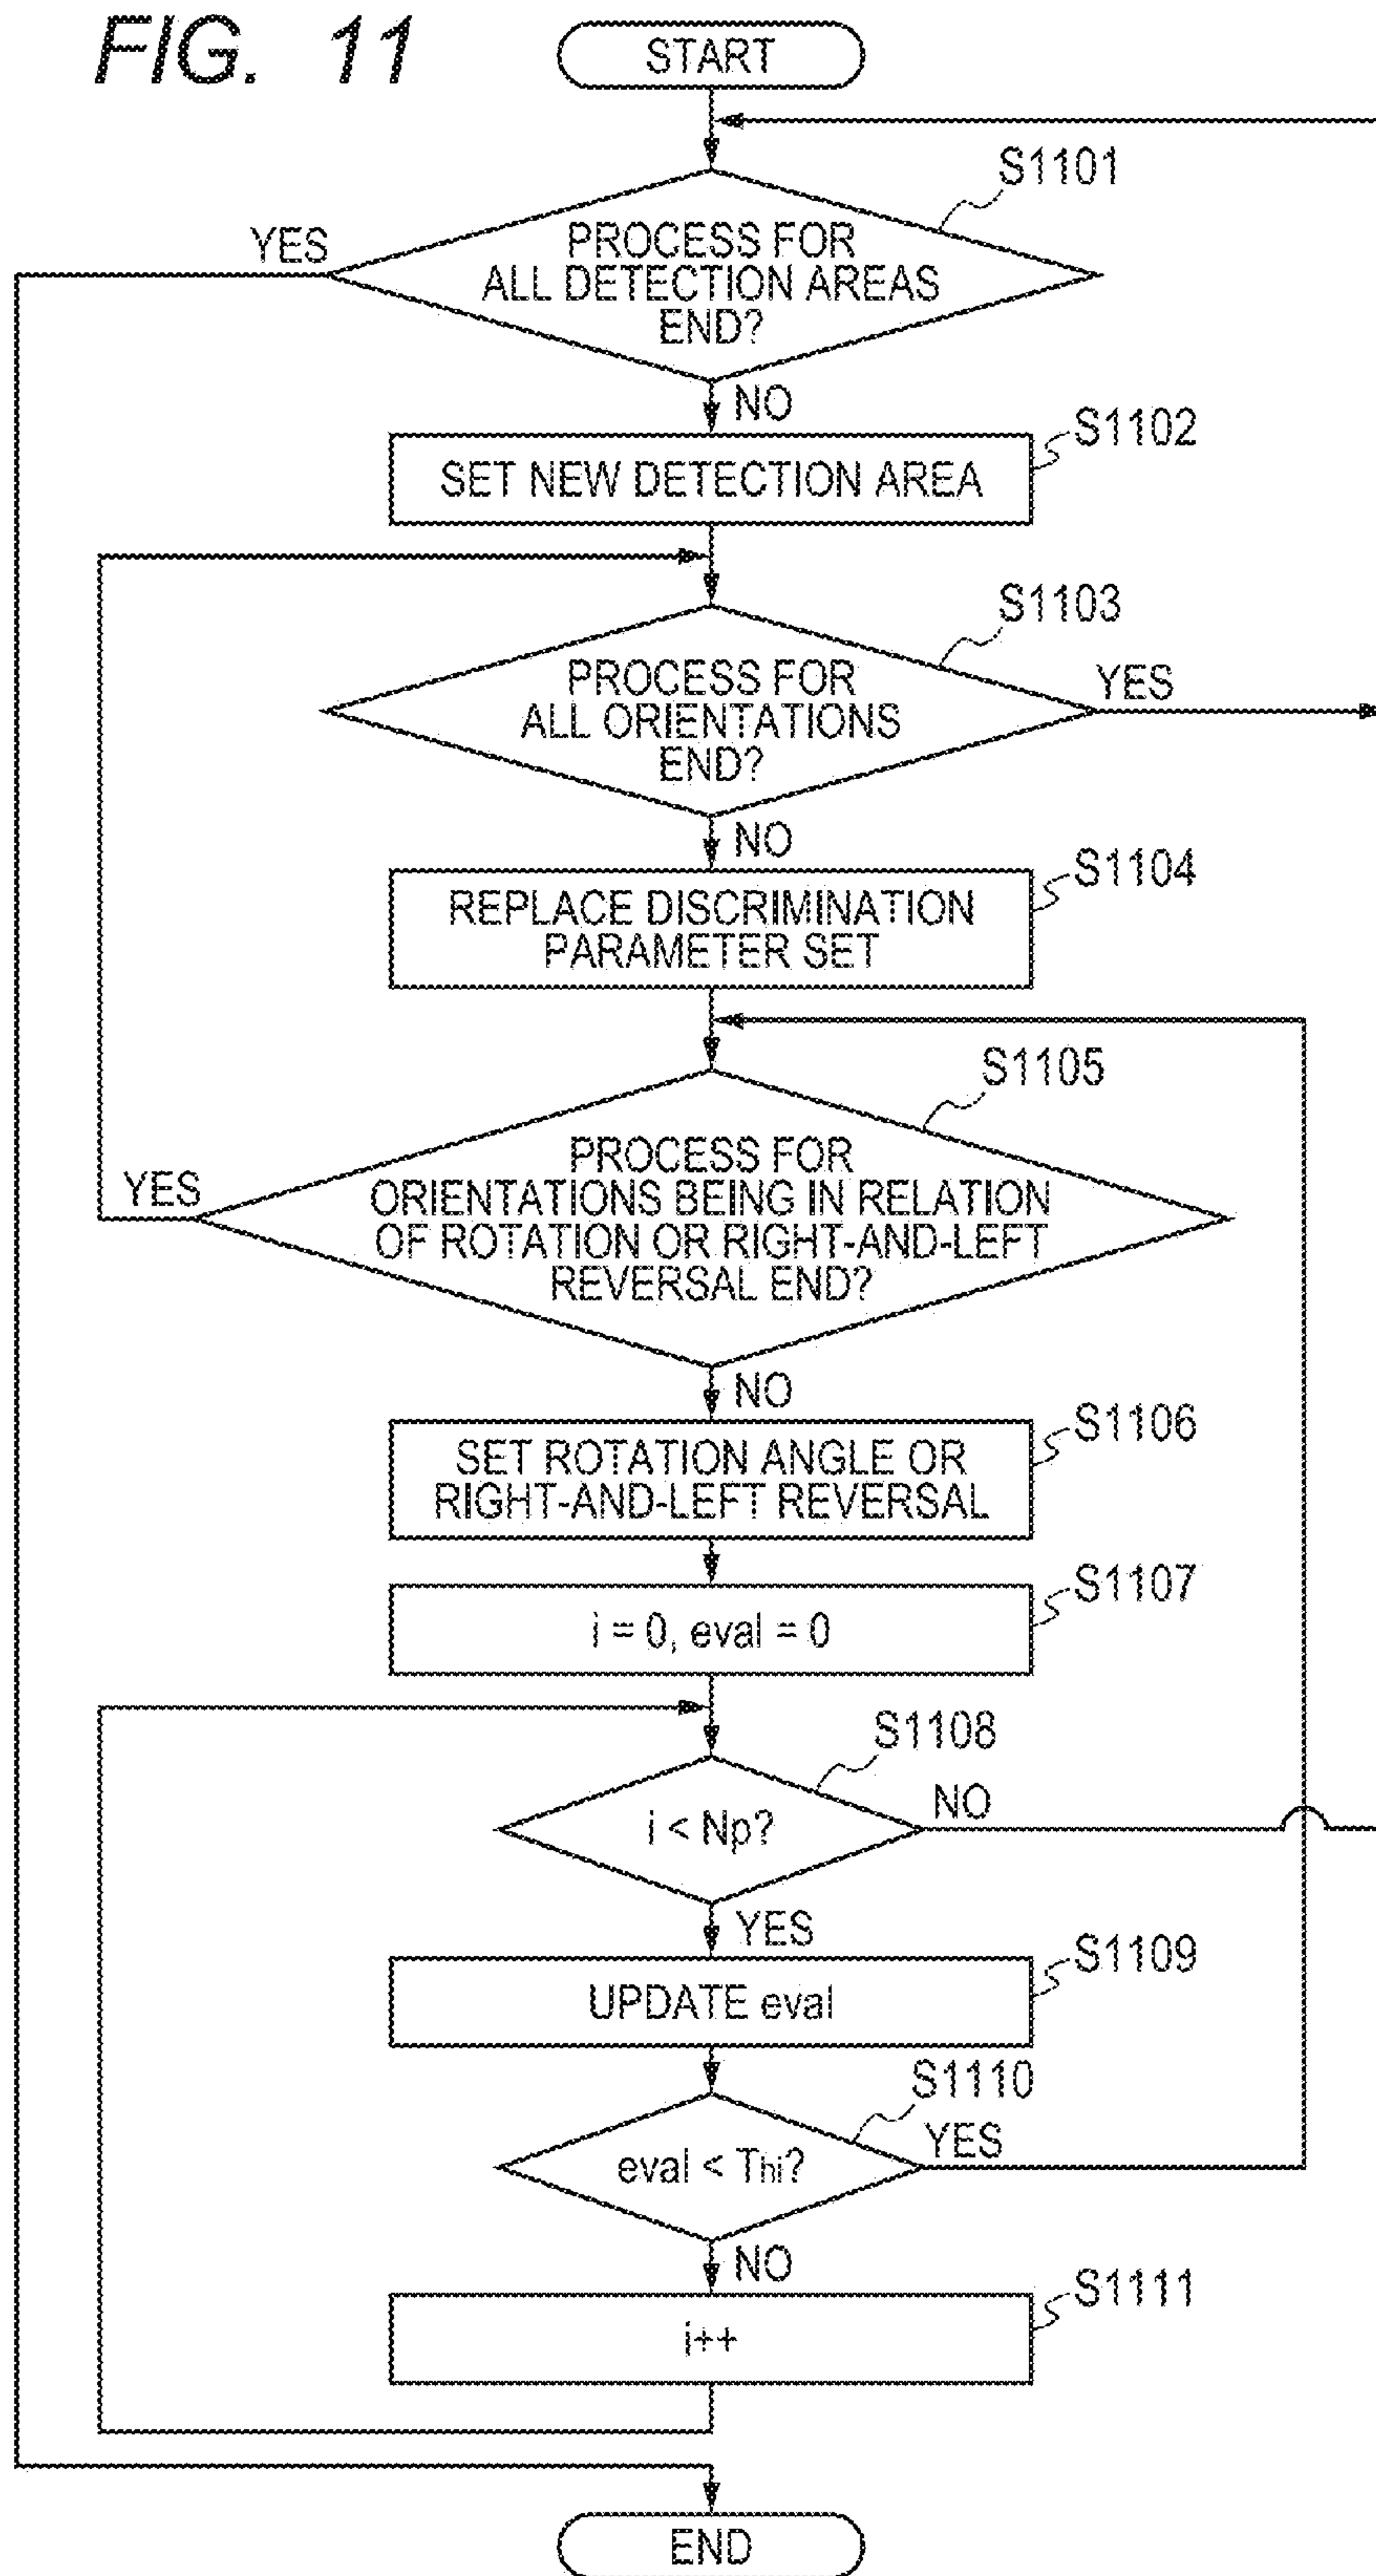 FIG. 11
START
S1101
YES
PROCESS FOR
ALL DETECTION AREAS
END?
NO
S1102
SET NEW DETECTION AREA
S1103
PROCESS FOR
ALL ORIENTATIONS
END?
YES
NO
S1104
REPLACE DISCRIMINATION
PARAMETER SET
S1105
PROCESS FOR
ORIENTATIONS BEING IN RELATION
OF ROTATION OR RIGHT-AND-LEFT
REVERSAL END?
YES
NO
S1106
SET ROTATION ANGLE OR
RIGHT-AND-LEFT REVERSAL
S1107
i = 0, eval = 0
S1108
i < Np?
NO
YES
S1109
UPDATE eval
S1110
eval < Thi?
YES
NO
S1111
i++
END